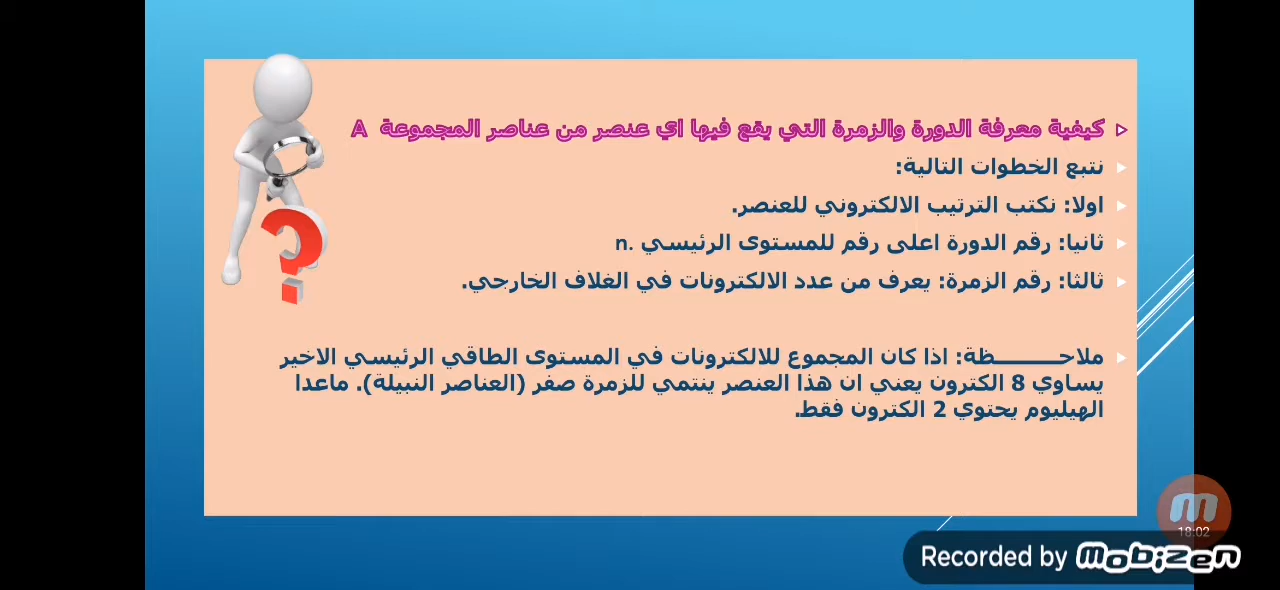 كيفية معرفة الدورة والزمرة التي يقع فيها اي عنصر من عناصر المجموعة A
نتبع الخطوات التالية:
اولا: نكتب الترتيب الالكتروني للعنصر.
ثانيا: رقم الدورة اعلى رقم للمستوى الرئيسي n.
ثالثا: رقم الزمرة: يعرف من عدد الالكترونات في الغلاف الخارجي.
ملاحــــــــظة: اذا كان المجموع للالكترونات في المستوى الطاقي الرئيسي الاخير
يساوي 8 الكترون يعني ان هذا العنصر ينتمي للزمرة صفر (العناصر النبيلة). ماعدا
الهيليوم يحتوي 2 الكترون فقط.
18:02
Recorded by mobizen